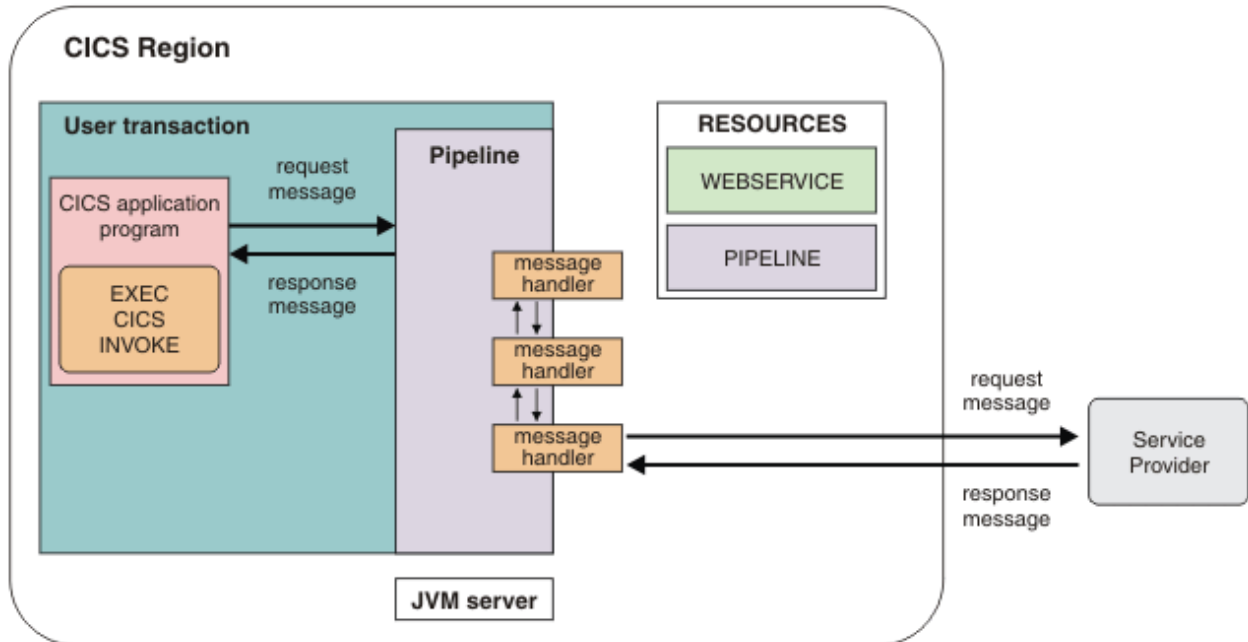 CICS Region
User transaction
request
message
Pipeline
CICS application
program
response
message
EXEC
CICS
INVOKE
message
handler
message
handler
message
handler
RESOURCES
WEBSERVICE
PIPELINE
request
message
Service
Provider
response
message
JVM server